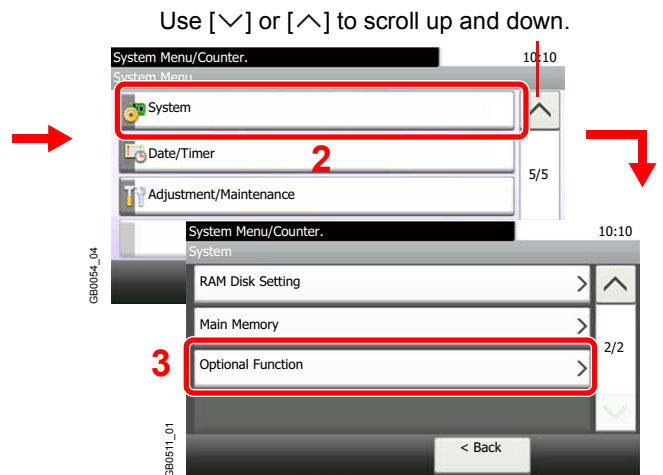 Use [∨] or [∧] to scroll up and down.
System Menu/Counter. 10:10
System Menu
System
Date/Timer
2
5/5
Adjustment/Maintenance
GB0054_04
System Menu/Counter. 10:10
System
RAM Disk Setting
Main Memory
2/2
3
Optional Function
GB0511_01
< Back